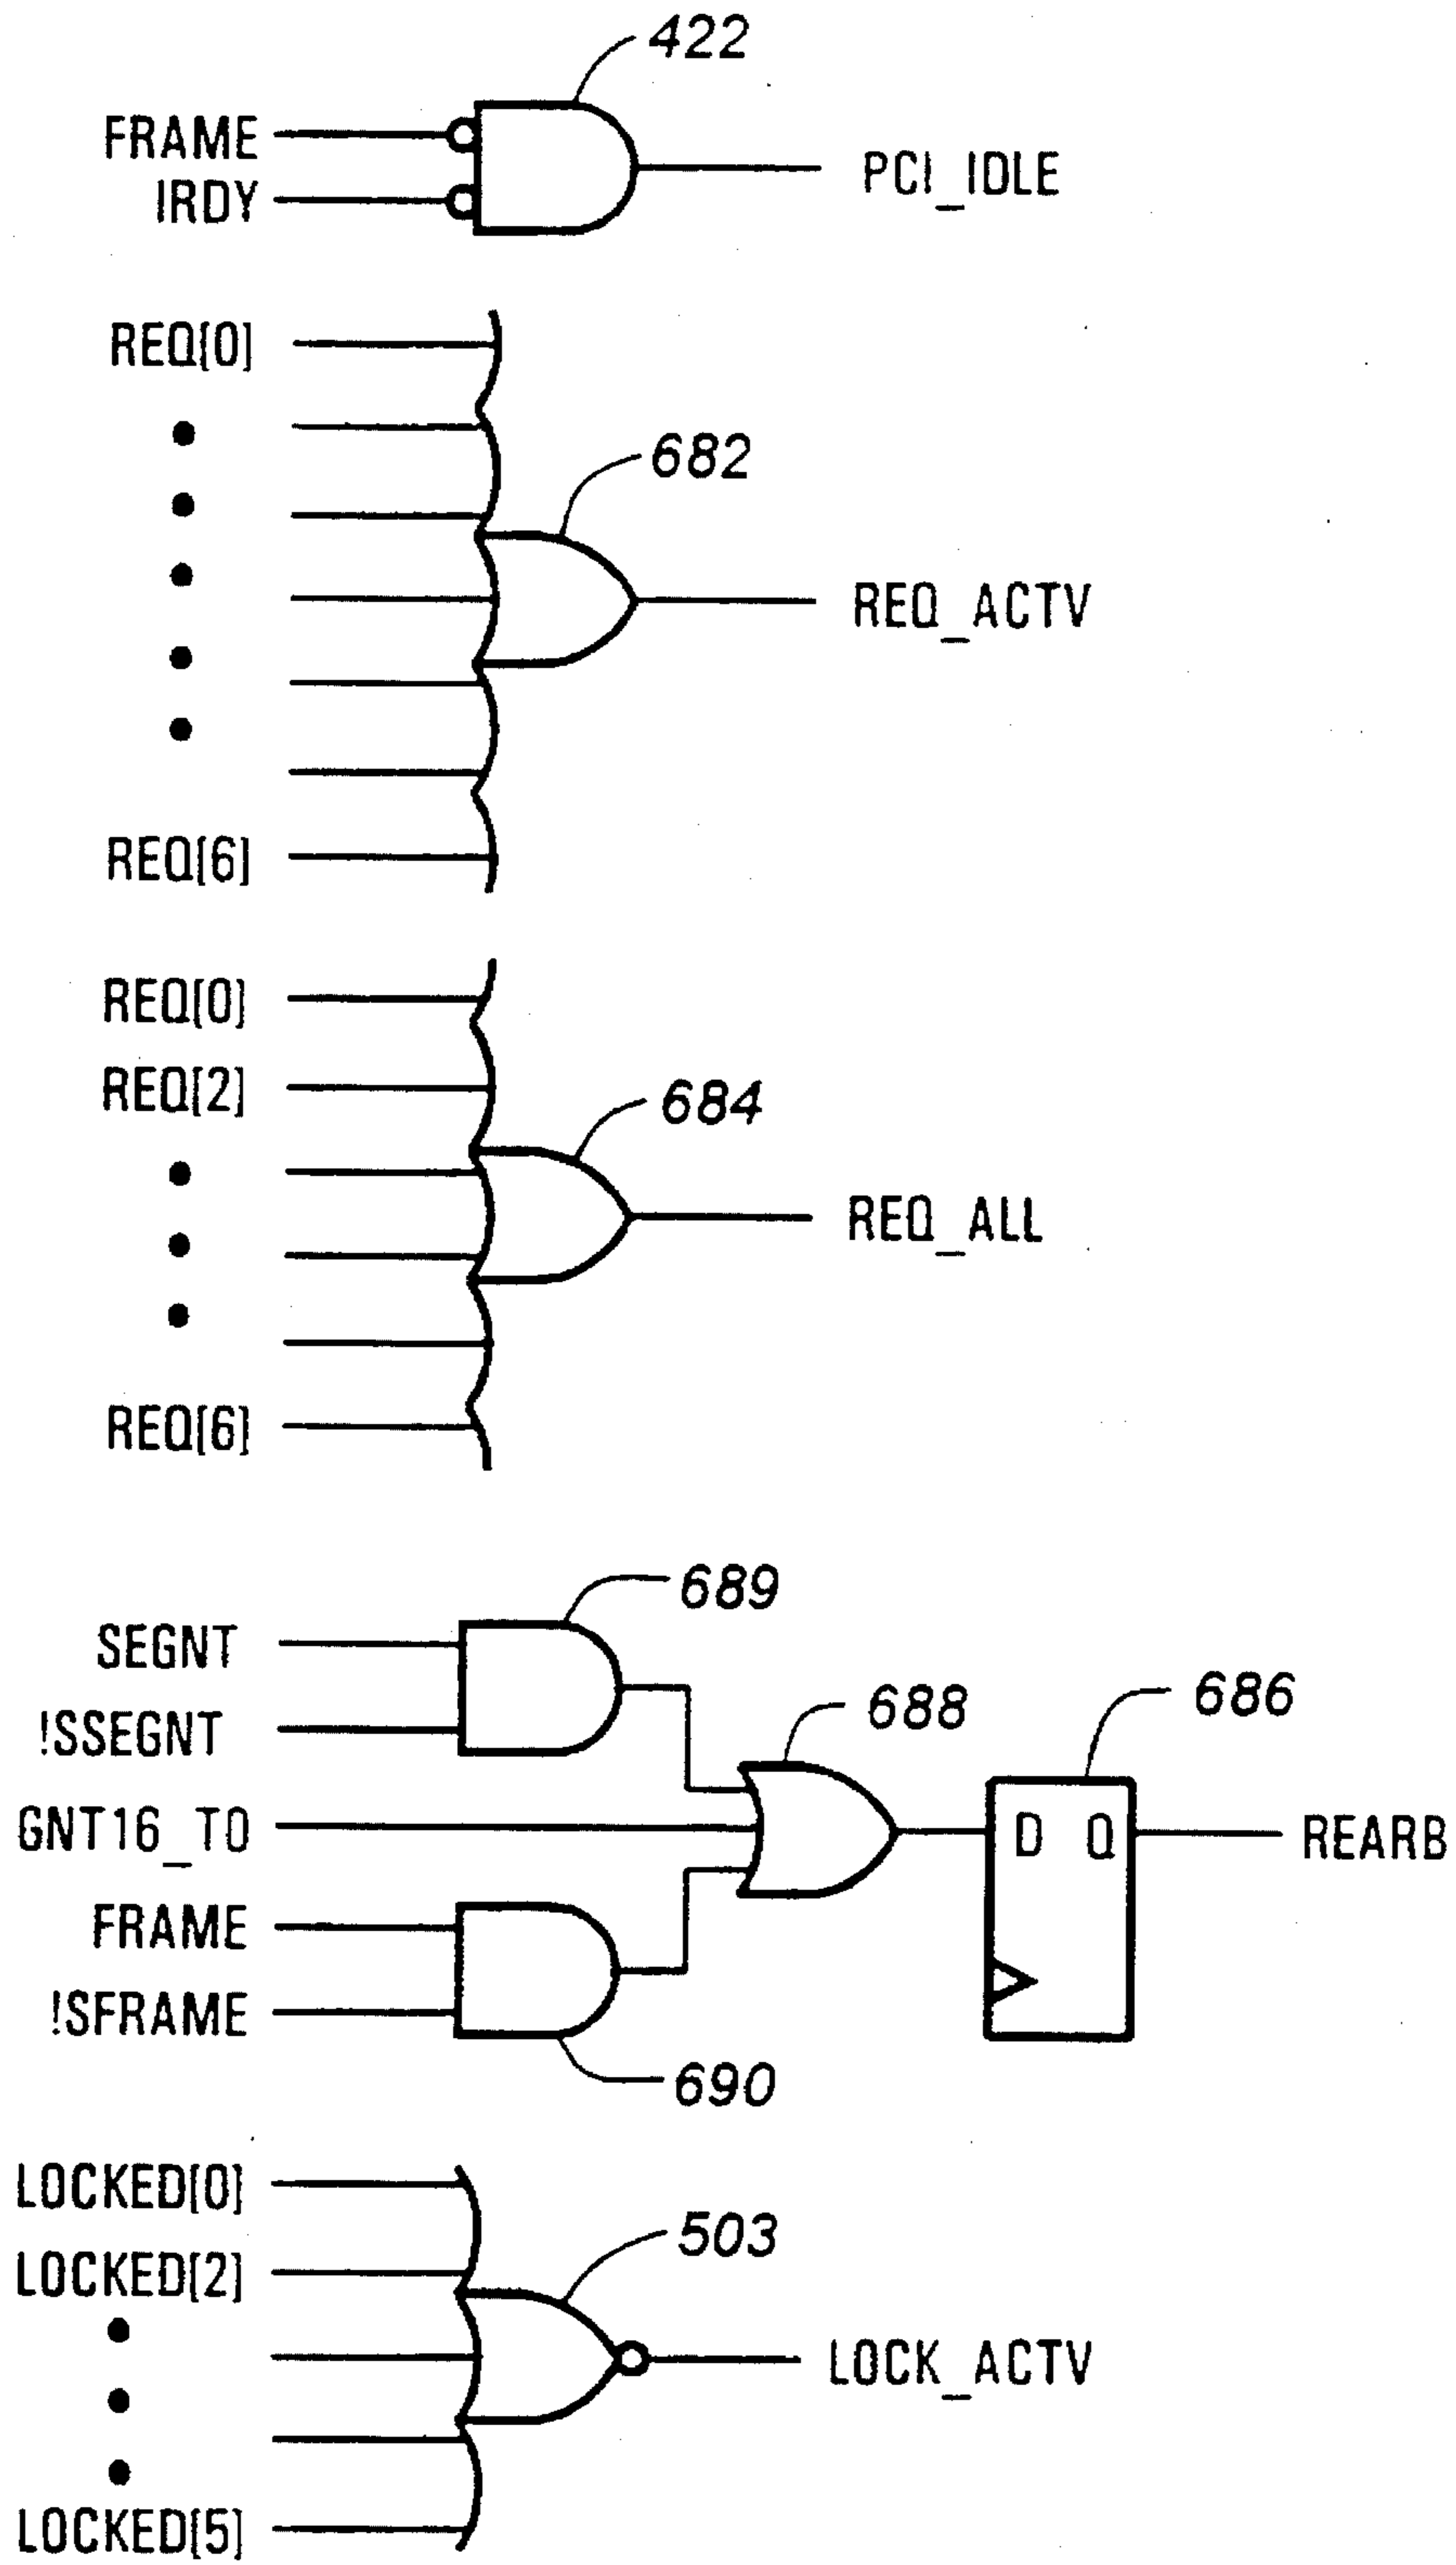 422
FRAME
IRDY
PCI_IDLE
REQ[0]
682
REQ_ACTV
REQ[6]
REQ[0]
REQ[2]
684
REQ_ALL
REQ[6]
689
SEGNT
!SSEGNT
688
686
GNT16_TO
D Q
REARB
FRAME
!SFRAME
690
LOCKED[0]
503
LOCKED[2]
LOCK_ACTV
LOCKED[5]